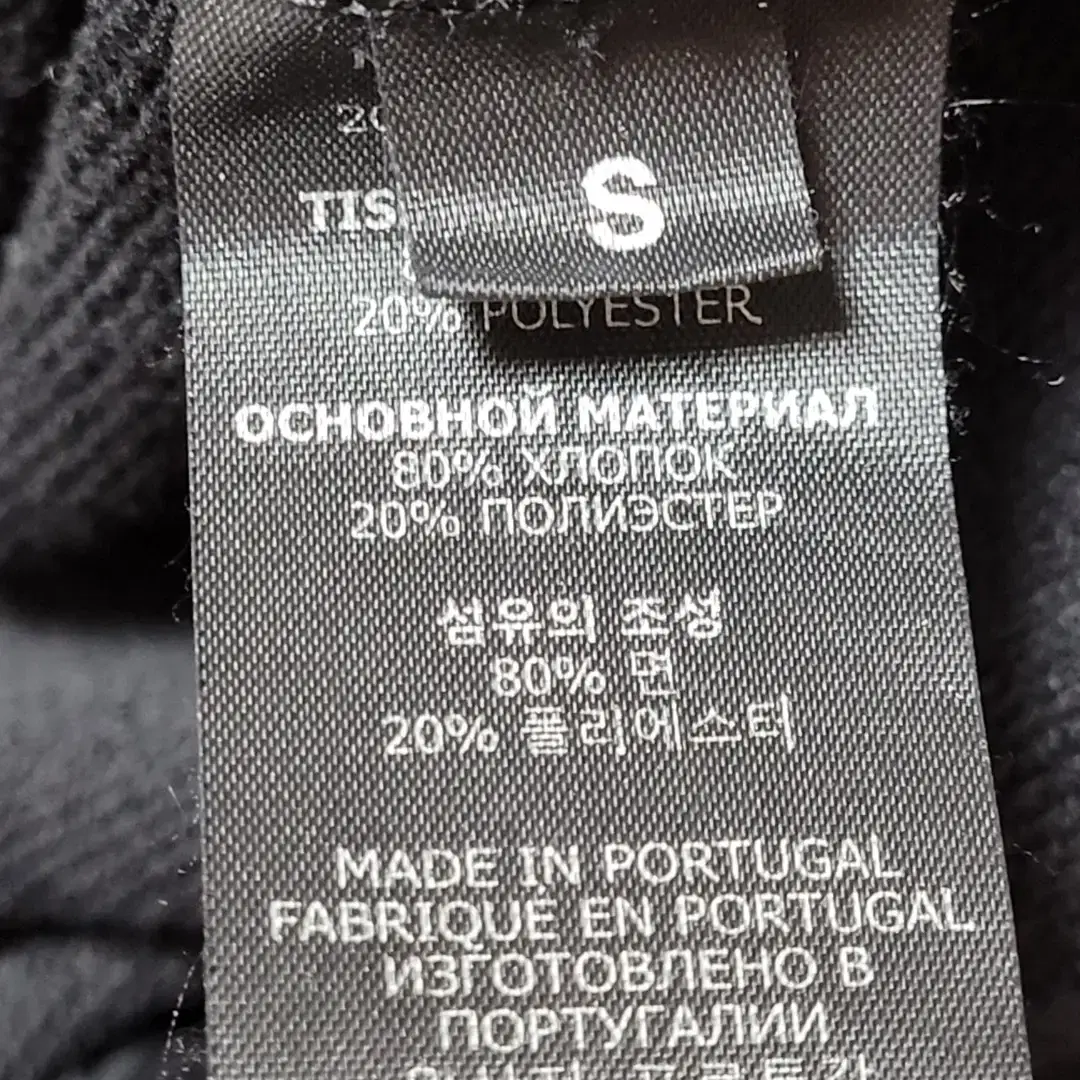 S
TIS
20% POLYESTER
ОСНОВНОЙ МАТЕРИАЛ
80% ХЛОПОК
20% ПОЛИЭСТЕР
섬유의 조성
80% 면
20% 폴리에스터
MADE IN PORTUGAL
FABRIQUÉ EN PORTUGAL
ИЗГОТОВЛЕНО В
ПОРТУГАЛИИ